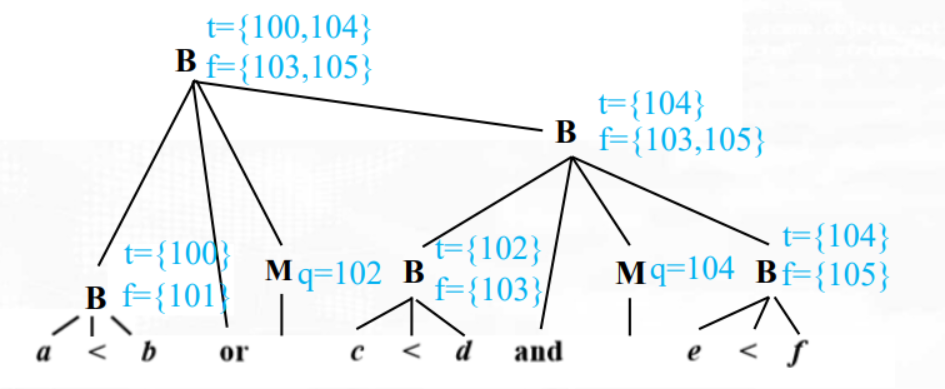 t={100,104}
B f={103,105}
t={104}
B f={103,105}
t={100}
B f={101}
M q=102
t={102}
B f={103}
M q=104
t={104}
B f={105}
a < b or c < d and e < f